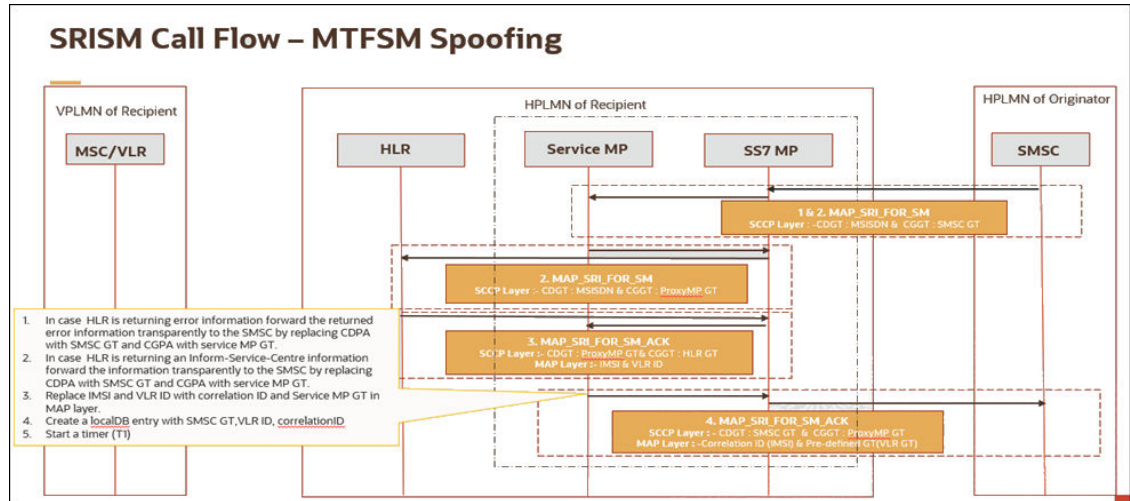 SRISM Call Flow – MTFSM Spoofing
VPLMN of Recipient
HPLMN of Recipient
HPLMN of Originator
MSC/VLR
HLR
Service MP
SS7 MP
SMSC
1 & 2. MAP_SRI_FOR_SM
SCCP Layer : -CDGT : MSISDN & CGGT : SMSC GT
2. MAP_SRI_FOR_SM
SCCP Layer :- CDGT : MSISDN & CGGT : ProxyMP GT
3. MAP_SRI_FOR_SM_ACK
SCCP Layer :- CDGT : ProxyMP GT& CGGT : HLR GT
MAP Layer :- IMSI & VLR ID
1. In case HLR is returning error information forward the returned
error information transparently to the SMSC by replacing CDPA
with SMSC GT and CGPA with service MP GT.
2. In case HLR is returning an Inform-Service-Centre information
forward the information transparently to the SMSC by replacing
CDPA with SMSC GT and CGPA with service MP GT.
3. Replace IMSI and VLR ID with correlation ID and Service MP GT in
MAP layer.
4. Create a localDB entry with SMSC GT,VLR ID, correlationID
5. Start a timer (T1)
4. MAP_SRI_FOR_SM_ACK
SCCP Layer : - CDGT : SMSC GT & CGGT : ProxyMP GT
MAP Layer : -Correlation ID (IMSI) & Pre-defined GT(VLR GT)